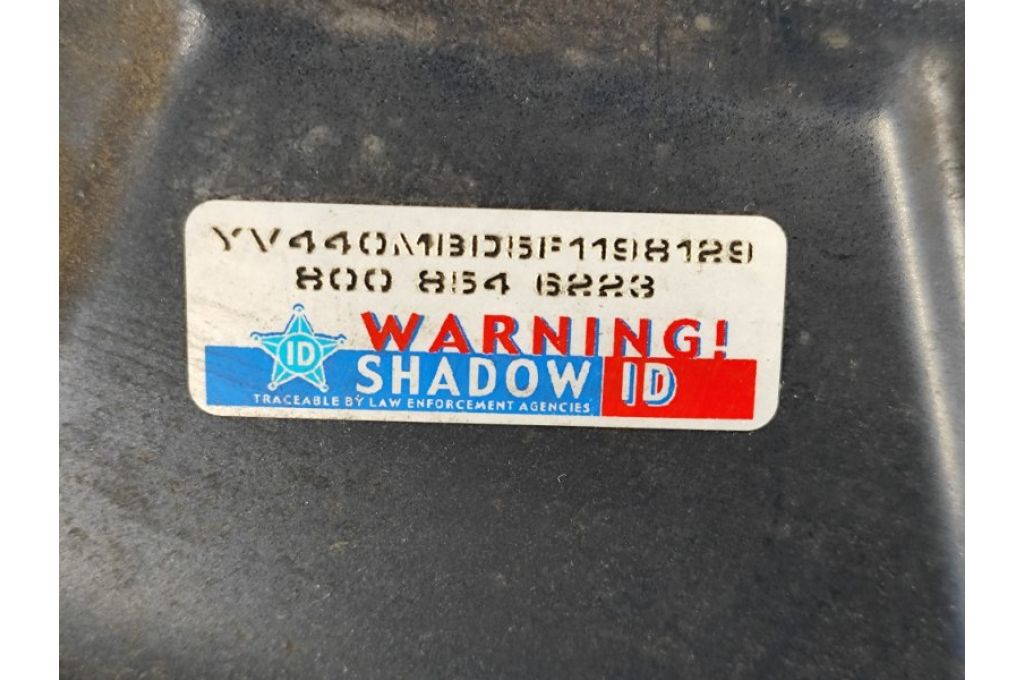 YV440MBD5F1198129
800 854 6223
WARNING!
ID SHADOW ID
TRACEABLE BY LAW ENFORCEMENT AGENCIES